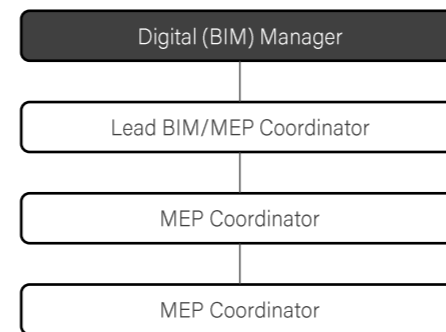 Digital (BIM) Manager
Lead BIM/MEP Coordinator
MEP Coordinator
MEP Coordinator